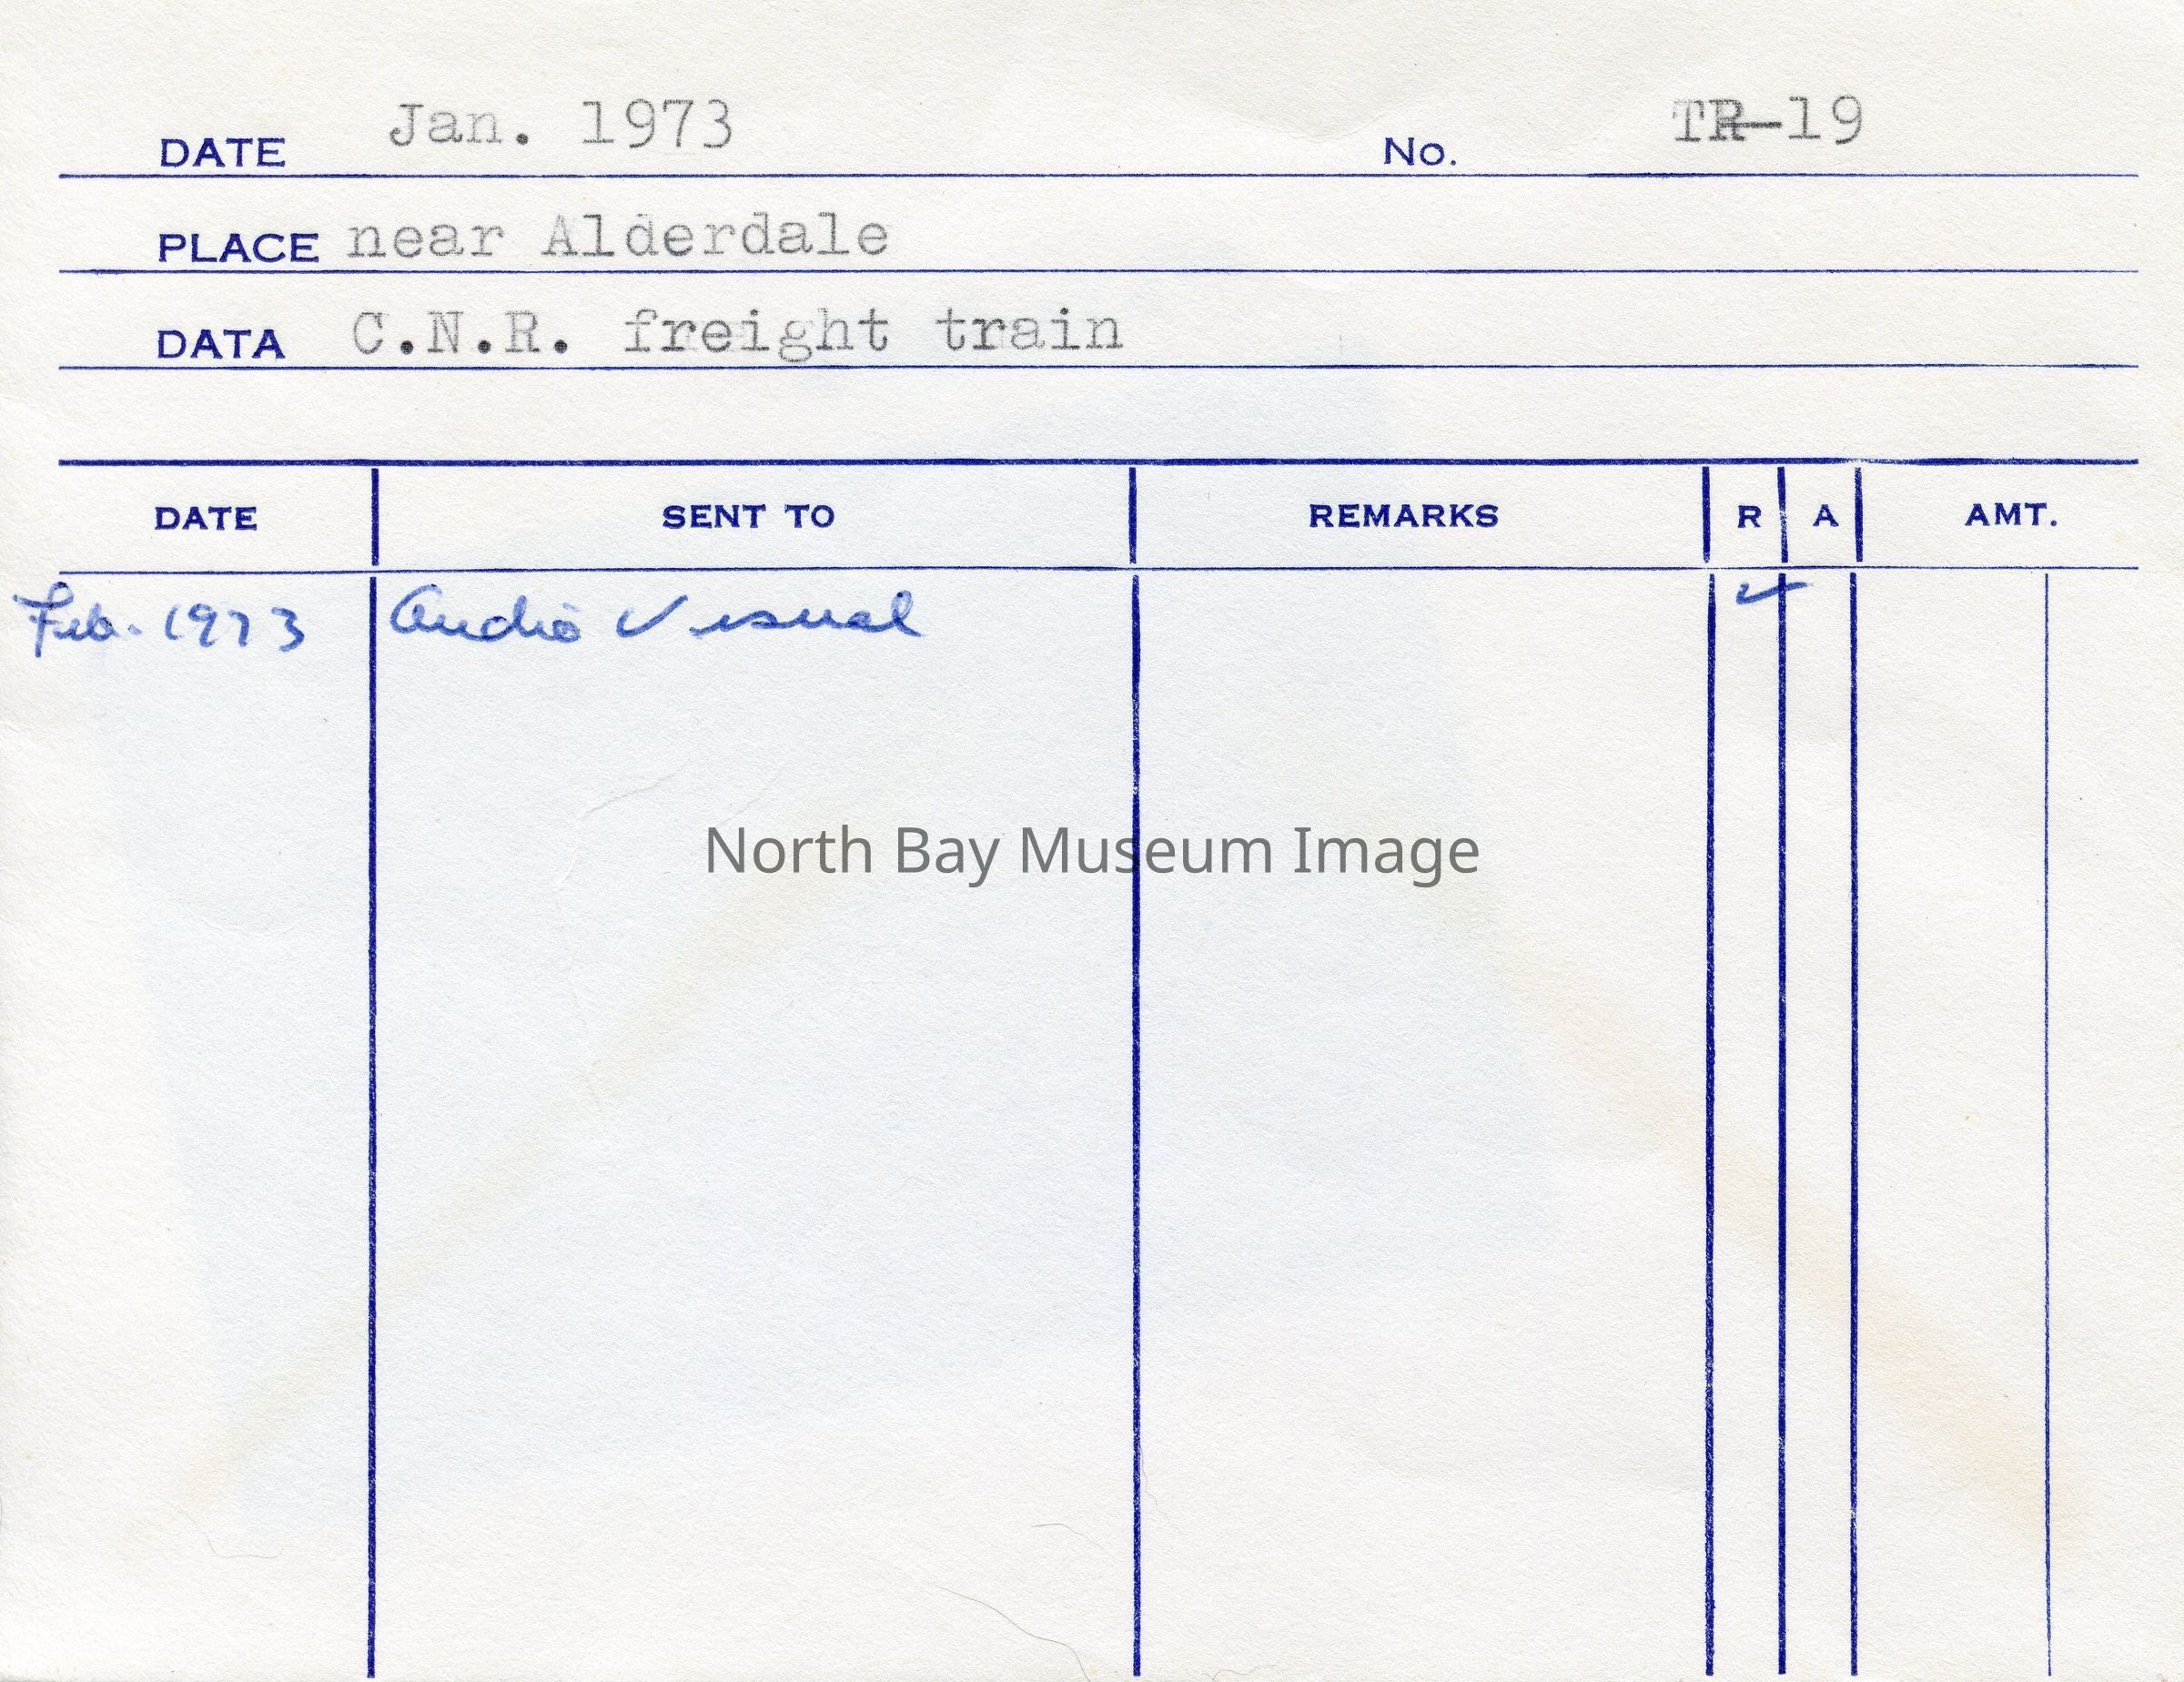 DATE Jan. 1973 No. TR-19
PLACE near Alderdale
DATA C.N.R. freight train
DATE SENT TO REMARKS R A AMT.
Feb. 1973 Audio Visual ✓
North Bay Museum Image